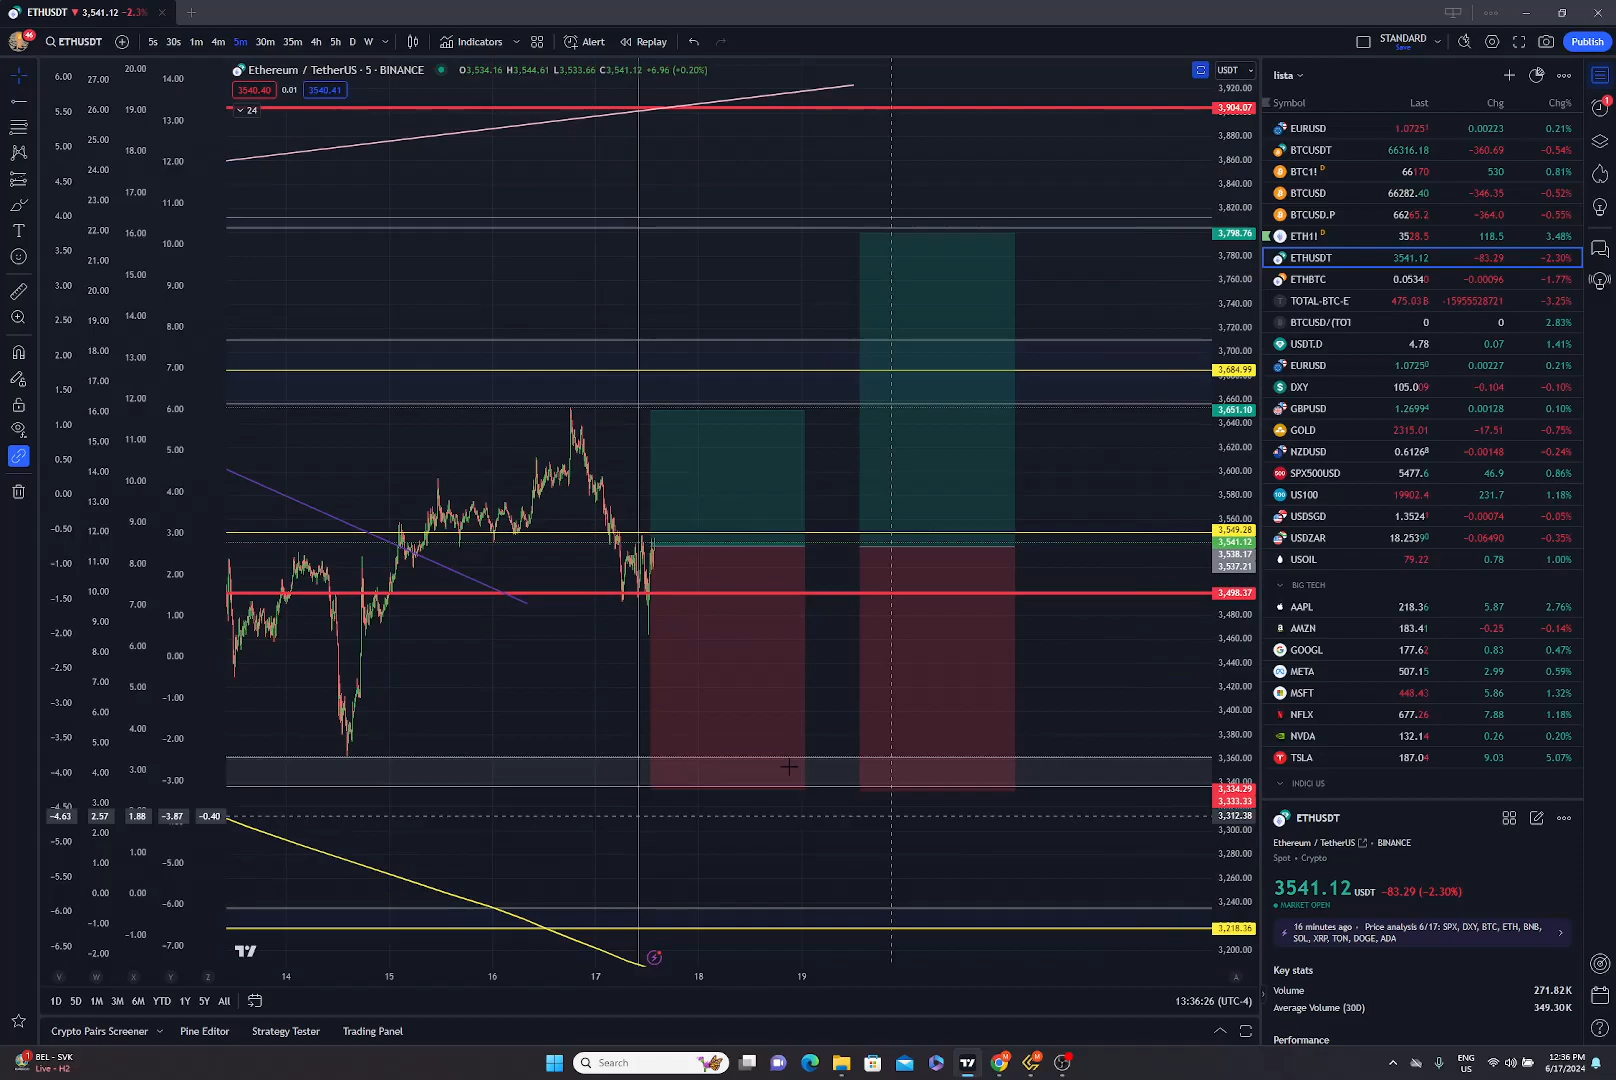 ETHUSDT ▼ 3,541.12 −2.3%
46
ETHUSDT
5s 30s 1m 4m 5m 30m 35m 4h 5h D W
Indicators
Alert
Replay
STANDARD
Save
Publish
Ethereum / TetherUS · 5 · BINANCE
O3,534.16 H3,544.61 L3,533.66 C3,541.12 +6.96 (+0.20%)
3540.40 0.01 3540.41
24
USDT
3,920.00
3,904.07
3,880.00
3,860.00
3,840.00
3,820.00
3,798.76
3,780.00
3,760.00
3,740.00
3,720.00
3,700.00
3,684.99
3,660.00
3,651.10
3,640.00
3,620.00
3,600.00
3,580.00
3,560.00
3,549.28
3,541.12
3,538.17
3,537.21
3,498.37
3,480.00
3,460.00
3,440.00
3,420.00
3,400.00
3,380.00
3,360.00
3,340.00
3,334.29
3,333.33
3,312.38
3,300.00
3,280.00
3,260.00
3,240.00
3,218.36
3,200.00
6.00
5.50
5.00
4.50
4.00
3.50
3.00
2.50
2.00
1.50
1.00
0.50
0.00
−0.50
−1.00
−1.50
−2.00
−2.50
−3.00
−3.50
−4.00
−4.50
−4.63
−5.00
−5.50
−6.00
−6.50
27.00
26.00
25.00
24.00
23.00
22.00
21.00
20.00
19.00
18.00
17.00
16.00
15.00
14.00
13.00
12.00
11.00
10.00
9.00
8.00
7.00
6.00
5.00
4.00
3.00
2.57
2.00
1.00
0.00
−1.00
−2.00
20.00
19.00
18.00
17.00
16.00
15.00
14.00
13.00
12.00
11.00
10.00
9.00
8.00
7.00
6.00
5.00
4.00
3.00
1.88
1.00
0.00
−1.00
14.00
13.00
12.00
11.00
10.00
9.00
8.00
7.00
6.00
5.00
4.00
3.00
2.00
1.00
0.00
−1.00
−2.00
−3.00
−3.87
−5.00
−6.00
−7.00
−0.40
V W X Y Z
14 15 16 17 18 19
A
1D 5D 1M 3M 6M YTD 1Y 5Y All
13:36:26 (UTC-4)
Crypto Pairs Screener
Pine Editor
Strategy Tester
Trading Panel
lista
Symbol Last Chg Chg%
EURUSD 1.0725¹ 0.00223 0.21%
BTCUSDT 66316.18 −360.69 −0.54%
BTC1! D 66170 530 0.81%
BTCUSD 66282.40 −346.35 −0.52%
BTCUSD.P 66265.2 −364.0 −0.55%
ETH1! D 3528.5 118.5 3.48%
ETHUSDT 3541.12 −83.29 −2.30%
ETHBTC 0.05340 −0.00096 −1.77%
TOTAL-BTC-E 475.03 B -15955528721 −3.25%
BTCUSD/(TOT 0 0 2.83%
USDT.D 4.78 0.07 1.41%
EURUSD 1.0725⁰ 0.00227 0.21%
DXY 105.009 −0.104 −0.10%
GBPUSD 1.2699⁴ 0.00128 0.10%
GOLD 2315.01 −17.51 −0.75%
NZDUSD 0.6126⁸ −0.00148 −0.24%
SPX500USD 5477.6 46.9 0.86%
US100 19902.4 231.7 1.18%
USDSGD 1.3524¹ −0.00074 −0.05%
USDZAR 18.2539⁰ −0.06490 −0.35%
USOIL 79.22 0.78 1.00%
BIG TECH
AAPL 218.36 5.87 2.76%
AMZN 183.41 −0.25 −0.14%
GOOGL 177.62 0.83 0.47%
META 507.15 2.99 0.59%
MSFT 448.43 5.86 1.32%
NFLX 677.26 7.88 1.18%
NVDA 132.14 0.26 0.20%
TSLA 187.04 9.03 5.07%
INDICI US
ETHUSDT
Ethereum / TetherUS • BINANCE
Spot • Crypto
3541.12 USDT −83.29 (−2.30%)
MARKET OPEN
16 minutes ago • Price analysis 6/17: SPX, DXY, BTC, ETH, BNB,
SOL, XRP, TON, DOGE, ADA
Key stats
Volume 271.82K
Average Volume (30D) 349.30K
Performance
1
BEL - SVK
Live - H2
Search
ENG
US
12:36 PM
6/17/2024